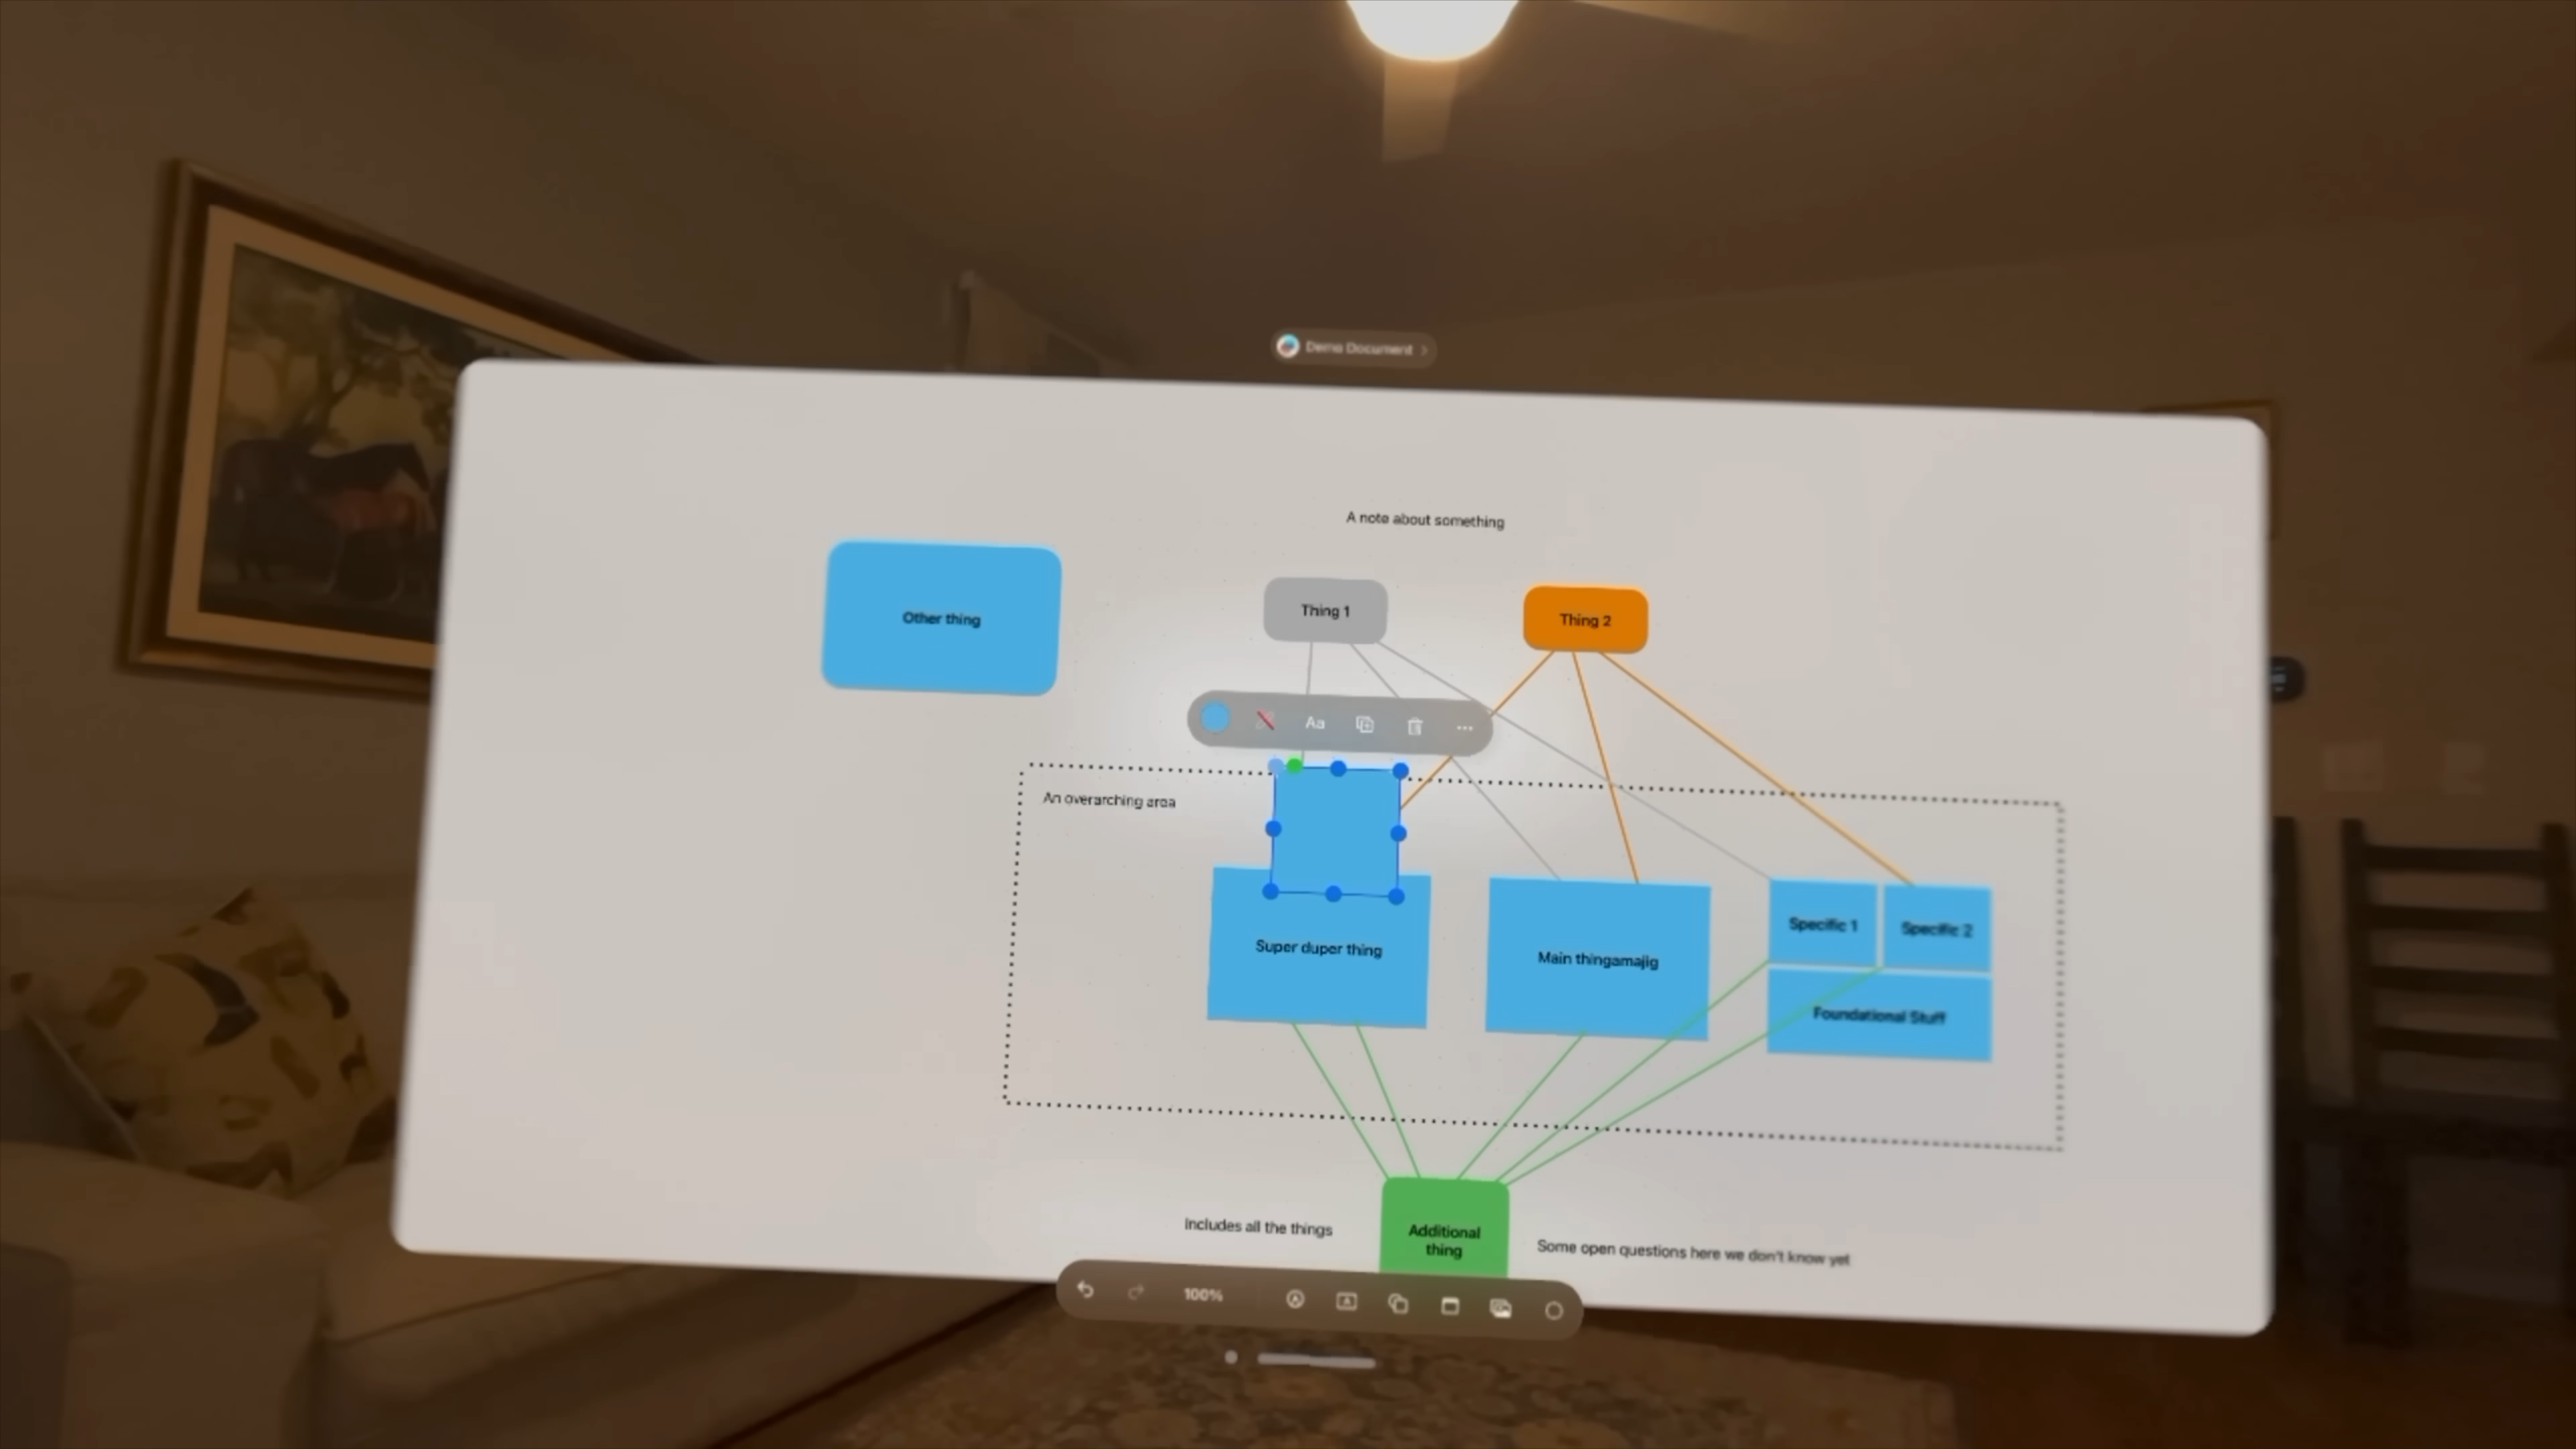 Demo Document
A note about something
Other thing
Thing 1
Thing 2
Aa
An overarching area
Super duper thing
Main thingamajig
Specific 1
Specific 2
Foundational Stuff
Includes all the things
Additional
thing
Some open questions here we don't know yet
100%